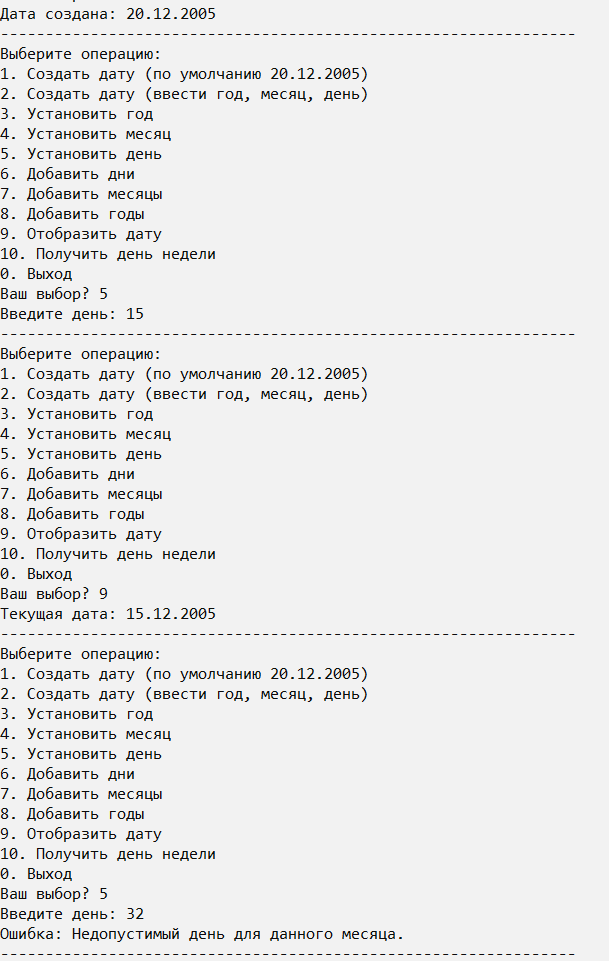 Дата создана: 20.12.2005
----------------------------------------------------------------
Выберите операцию:
1. Создать дату (по умолчанию 20.12.2005)
2. Создать дату (ввести год, месяц, день)
3. Установить год
4. Установить месяц
5. Установить день
6. Добавить дни
7. Добавить месяцы
8. Добавить годы
9. Отобразить дату
10. Получить день недели
0. Выход
Ваш выбор? 5
Введите день: 15
----------------------------------------------------------------
Выберите операцию:
1. Создать дату (по умолчанию 20.12.2005)
2. Создать дату (ввести год, месяц, день)
3. Установить год
4. Установить месяц
5. Установить день
6. Добавить дни
7. Добавить месяцы
8. Добавить годы
9. Отобразить дату
10. Получить день недели
0. Выход
Ваш выбор? 9
Текущая дата: 15.12.2005
----------------------------------------------------------------
Выберите операцию:
1. Создать дату (по умолчанию 20.12.2005)
2. Создать дату (ввести год, месяц, день)
3. Установить год
4. Установить месяц
5. Установить день
6. Добавить дни
7. Добавить месяцы
8. Добавить годы
9. Отобразить дату
10. Получить день недели
0. Выход
Ваш выбор? 5
Введите день: 32
Ошибка: Недопустимый день для данного месяца.
----------------------------------------------------------------